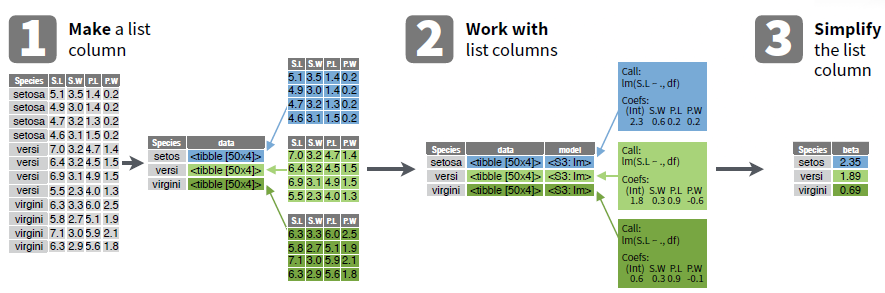 1 Make a list
column
Species S.L S.W P.L P.W
setosa 5.1 3.5 1.4 0.2
setosa 4.9 3.0 1.4 0.2
setosa 4.7 3.2 1.3 0.2
setosa 4.6 3.1 1.5 0.2
versi 7.0 3.2 4.7 1.4
versi 6.4 3.2 4.5 1.5
versi 6.9 3.1 4.9 1.5
versi 5.5 2.3 4.0 1.3
virgini 6.3 3.3 6.0 2.5
virgini 5.8 2.7 5.1 1.9
virgini 7.1 3.0 5.9 2.1
virgini 6.3 2.9 5.6 1.8
Species data
setos <tibble [50x4]>
versi <tibble [50x4]>
virgini <tibble [50x4]>
S.L S.W P.L P.W
5.1 3.5 1.4 0.2
4.9 3.0 1.4 0.2
4.7 3.2 1.3 0.2
4.6 3.1 1.5 0.2
S.L S.W P.L P.W
7.0 3.2 4.7 1.4
6.4 3.2 4.5 1.5
6.9 3.1 4.9 1.5
5.5 2.3 4.0 1.3
S.L S.W P.L P.W
6.3 3.3 6.0 2.5
5.8 2.7 5.1 1.9
7.1 3.0 5.9 2.1
6.3 2.9 5.6 1.8
2 Work with
list columns
Species data model
setosa <tibble [50x4]> <S3: lm>
versi <tibble [50x4]> <S3: lm>
virgini <tibble [50x4]> <S3: lm>
Call:
lm(S.L ~ ., df)
Coefs:
(Int) S.W P.L P.W
2.3 0.6 0.2 0.2
Call:
lm(S.L ~ ., df)
Coefs:
(Int) S.W P.L P.W
1.8 0.3 0.9 -0.6
Call:
lm(S.L ~ ., df)
Coefs:
(Int) S.W P.L P.W
0.6 0.3 0.9 -0.1
3 Simplify
the list
column
Species beta
setos 2.35
versi 1.89
virgini 0.69